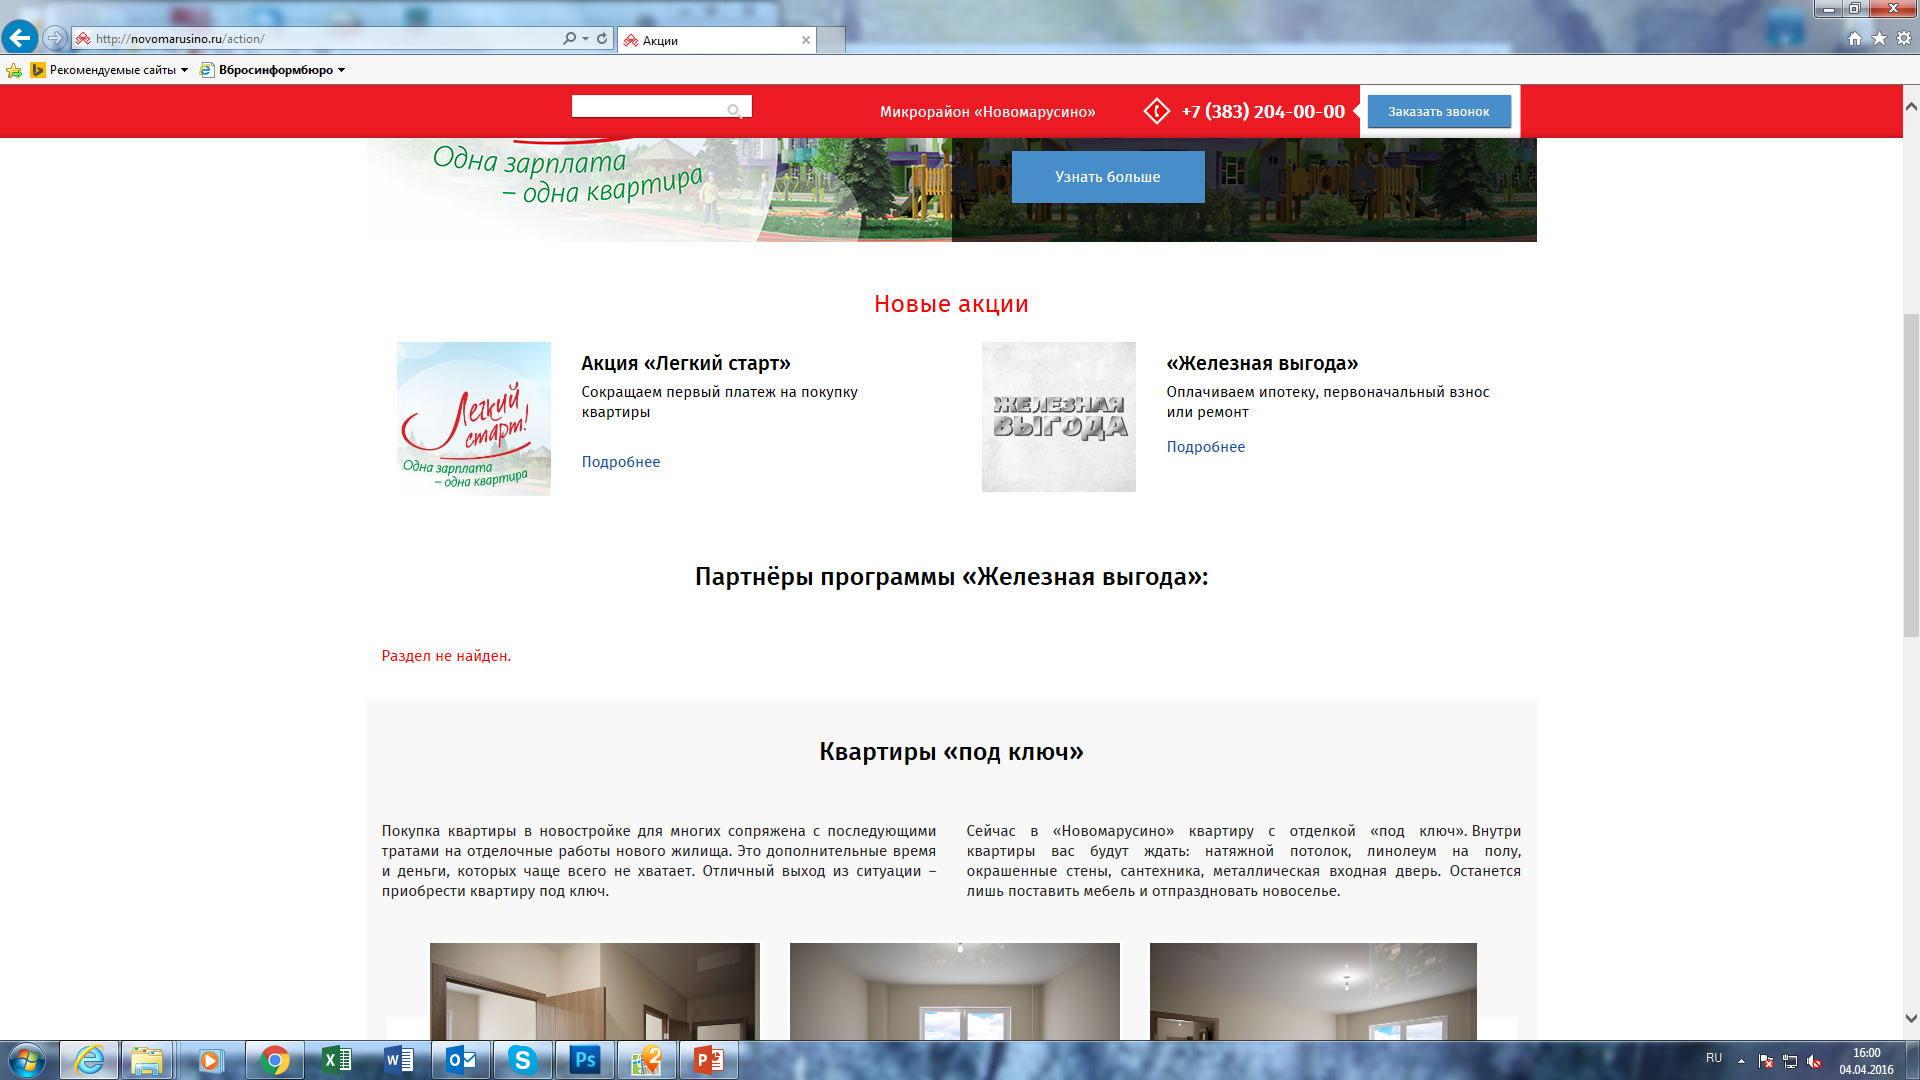 http://novomarusino.ru/action/
Акции
Рекомендуемые сайты
Вбросинформбюро
Микрорайон «Новомарусино»
+7 (383) 204-00-00
Заказать звонок
Одна зарплата
– одна квартира
Узнать больше
Новые акции
Легкий
старт!
Одна зарплата
– одна квартира
Акция «Легкий старт»
Сокращаем первый платеж на покупку
квартиры
Подробнее
ЖЕЛЕЗНАЯ
ВЫГОДА
«Железная выгода»
Оплачиваем ипотеку, первоначальный взнос
или ремонт
Подробнее
Партнёры программы «Железная выгода»:
Раздел не найден.
Квартиры «под ключ»
Покупка квартиры в новостройке для многих сопряжена с последующими
тратами на отделочные работы нового жилища. Это дополнительные время
и деньги, которых чаще всего не хватает. Отличный выход из ситуации –
приобрести квартиру под ключ.
Сейчас в «Новомарусино» квартиру с отделкой «под ключ». Внутри
квартиры вас будут ждать: натяжной потолок, линолеум на полу,
окрашенные стены, сантехника, металлическая входная дверь. Останется
лишь поставить мебель и отпраздновать новоселье.
Ps
2
RU
16:00
04.04.2016